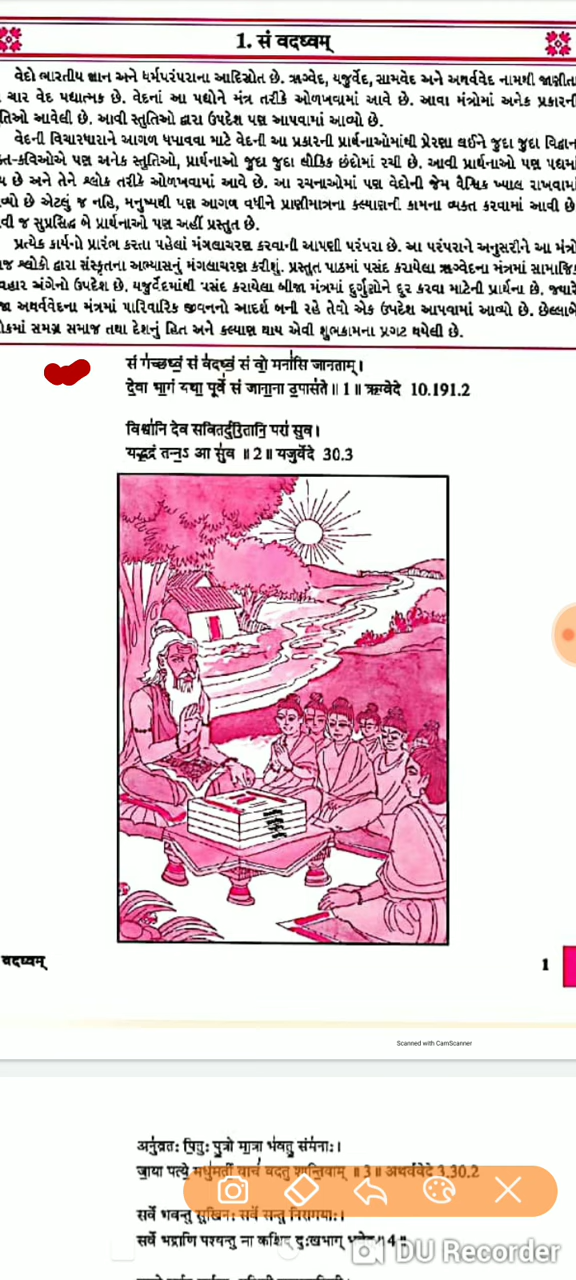 1. सं वदध्वम्
વેદો ભારતીય જ્ઞાન અને ધર્મપરંપરાના આદિસ્રોત છે. ઋગ્વેદ, યજુર્વેદ, સામવેદ અને અથર્વવેદ નામથી જાણીતા
ચાર વેદ પદ્યાત્મક છે. વેદનાં આ પદ્યોને મંત્ર તરીકે ઓળખવામાં આવે છે. આવા મંત્રોમાં અનેક પ્રકારની
તિઓ આવેલી છે. આવી સ્તુતિઓ દ્વારા ઉપદેશ પણ આપવામાં આવ્યો છે.
વેદની વિચારધારાને આગળ ધપાવવા માટે વેદની આ પ્રકારની પ્રાર્થનાઓમાંથી પ્રેરણા લઈને જુદા જુદા વિદ્વાન
ત-કવિઓએ પણ અનેક સ્તુતિઓ, પ્રાર્થનાઓ જુદા જુદા લૌકિક છંદોમાં રચી છે. આવી પ્રાર્થનાઓ પણ પદ્યમાં
ય છે અને તેને શ્લોક તરીકે ઓળખવામાં આવે છે. આ રચનાઓમાં પણ વેદોની જેમ વૈશ્વિક ખ્યાલ રાખવામાં
વ્યો છે એટલું જ નહિ, મનુષ્યથી પણ આગળ વધીને પ્રાણીમાત્રના કલ્યાણની કામના વ્યક્ત કરવામાં આવી છે.
વી જ સુપ્રસિદ્ધ બે પ્રાર્થનાઓ પણ અહીં પ્રસ્તુત છે.
પ્રત્યેક કાર્યનો પ્રારંભ કરતા પહેલાં મંગલાચરણ કરવાની આપણી પરંપરા છે. આ પરંપરાને અનુસરીને આ મંત્રો
જ શ્લોકો દ્વારા સંસ્કૃતના અભ્યાસનું મંગલાચરણ કરીશું. પ્રસ્તુત પાઠમાં પસંદ કરાયેલા ઋગ્વેદના મંત્રમાં સામાજિક
વહાર અંગેનો ઉપદેશ છે. યજુર્વેદમાંથી પસંદ કરાયેલા બીજા મંત્રમાં દુર્ગુણોને દૂર કરવા માટેની પ્રાર્થના છે, જ્યારે
જા અથર્વવેદના મંત્રમાં પારિવારિક જીવનનો આદર્શ બની રહે તેવો એક ઉપદેશ આપવામાં આવ્યો છે. છેલ્લા બે
ોકમાં સમગ્ર સમાજ તથા દેશનું હિત અને કલ્યાણ થાય એવી શુભકામના પ્રગટ થયેલી છે.
सं ग॑च्छध्वं॒ सं व॑दध्वं॒ सं वो॒ मनां॑सि जानताम्।
दे॒वा भा॒गं यथा॒ पूर्वे॑ सं जाना॒ना उ॒पास॑ते॥ 1॥ ऋग्वेदे 10.191.2
विश्वा॑नि देव सवितर्दुरि॒तानि॒ परा॑ सुव।
यद्भ॒द्रं तन्न॒ऽ आ सु॑व ॥ 2॥ यजुर्वेदे 30.3
वदध्वम्
1
Scanned with CamScanner
अनु॑व्रतः पि॒तुः पु॒त्रो मा॒त्रा भ॑वतु॒ संम॑नाः।
जा॒या पत्ये॒ मधु॑मतीं॒ वाचं॑ वदतु शान्ति॒वाम् ॥ 3॥ अथर्ववेदे 3.30.2
सर्वे भवन्तु सुखिनः सर्वे सन्तु निरामयाः।
सर्वे भद्राणि पश्यन्तु मा कश्चिद् दुःखभाग् 4॥
DU Recorder